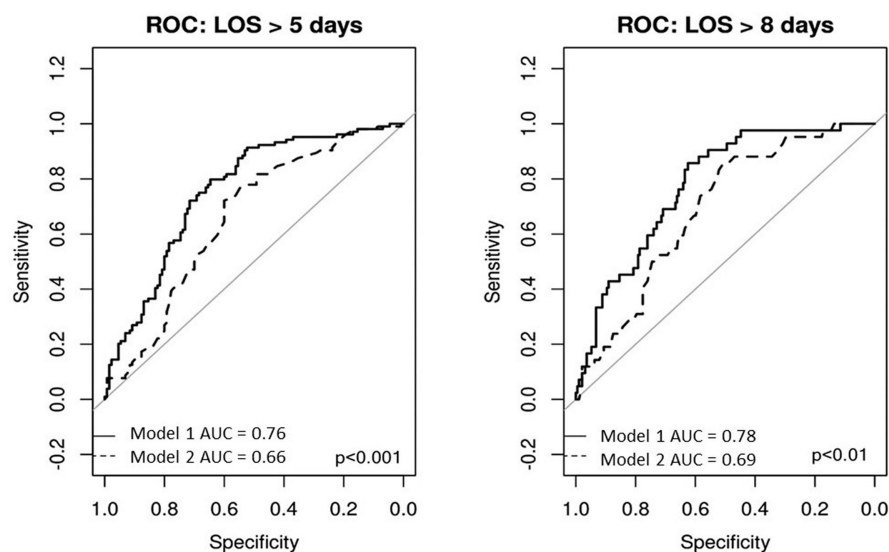 ROC: LOS > 5 days
Sensitivity
1.2
1.0
0.8
0.6
0.4
0.2
0.0
-0.2
Model 1 AUC = 0.76
Model 2 AUC = 0.66
p<0.001
1.0 0.8 0.6 0.4 0.2 0.0
Specificity
ROC: LOS > 8 days
Sensitivity
1.2
1.0
0.8
0.6
0.4
0.2
0.0
-0.2
Model 1 AUC = 0.78
Model 2 AUC = 0.69
p<0.01
1.0 0.8 0.6 0.4 0.2 0.0
Specificity